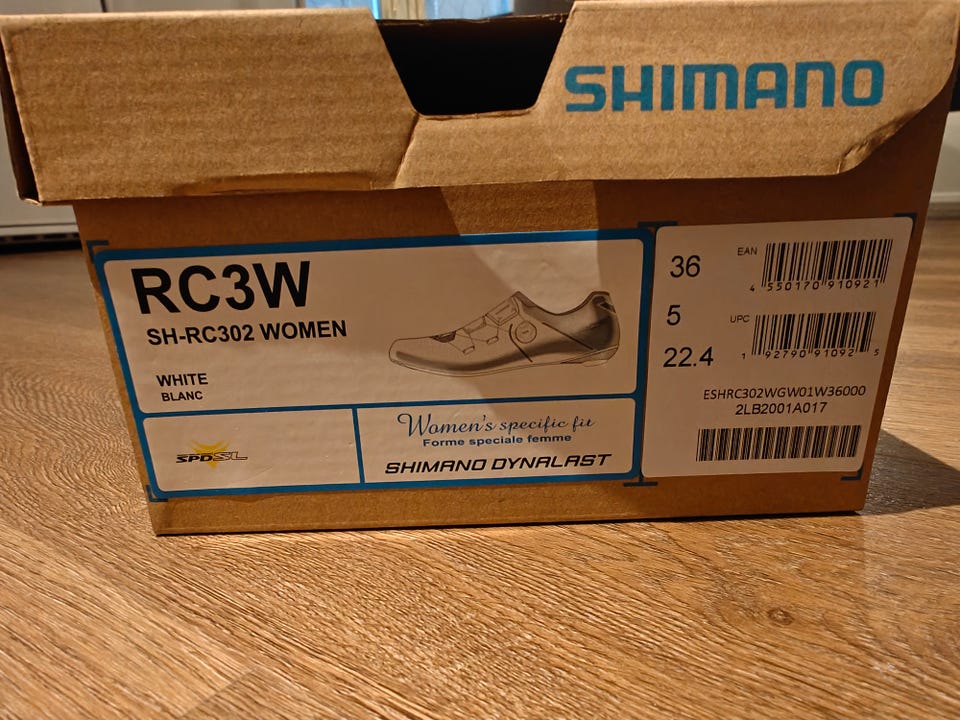 SHIMANO
RC3W
SH-RC302 WOMEN
WHITE
BLANC
SPD-SL
Women's specific fit
Forme speciale femme
SHIMANO DYNALAST
36
5
22.4
EAN
4 550170 910921
UPC
1 92790 91092 5
ESHRC302WGW01W36000
2LB2001A017